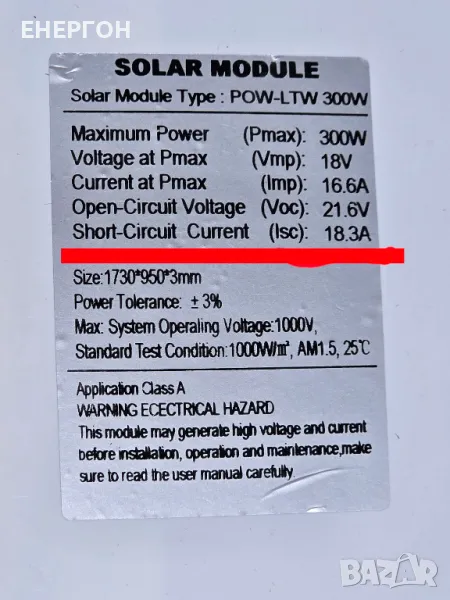 ЕНЕРГОН
SOLAR MODULE
Solar Module Type : POW-LTW 300W
Maximum Power (Pmax): 300W
Voltage at Pmax (Vmp): 18V
Current at Pmax (Imp): 16.6A
Open-Circuit Voltage (Voc): 21.6V
Short-Circuit Current (Isc): 18.3A
Size:1730*950*3mm
Power Tolerance: ±3%
Max: System Operating Voltage:1000V,
Standard Test Condition:1000W/m², AM1.5, 25℃
Application Class A
WARNING ECECTRICAL HAZARD
This module may generate high voltage and current
before installation, operation and maintenance,make
sure to read the user manual carefully.
BAZAR